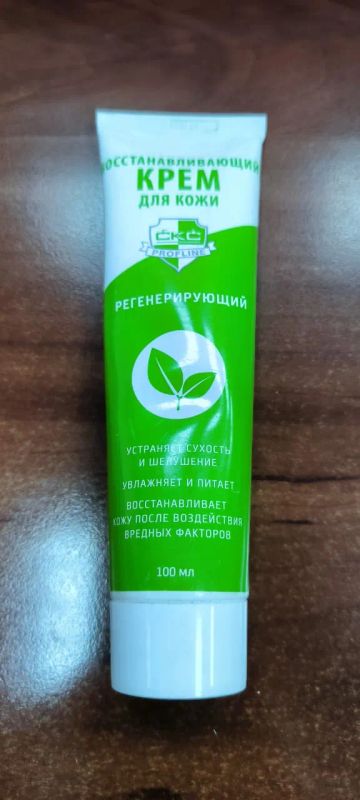 ВОССТАНАВЛИВАЮЩИЙ
КРЕМ
ДЛЯ КОЖИ
СКС
PROFLINE
РЕГЕНЕРИРУЮЩИЙ
УСТРАНЯЕТ СУХОСТЬ
И ШЕЛУШЕНИЕ
УВЛАЖНЯЕТ И ПИТАЕТ
ВОССТАНАВЛИВАЕТ
КОЖУ ПОСЛЕ ВОЗДЕЙСТВИЯ
ВРЕДНЫХ ФАКТОРОВ
100 мл